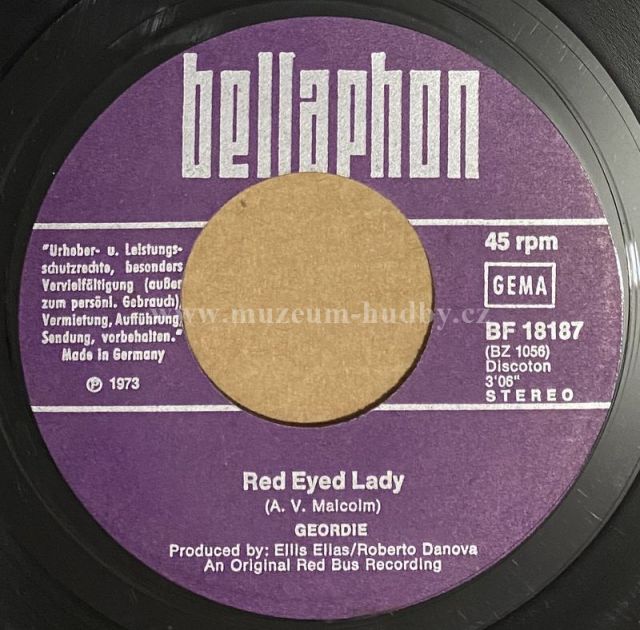 bellaphon
"Urheber- u. Leistungs-
schutzrechte, besonders
Vervielfältigung (außer
zum persönl. Gebrauch),
Vermietung, Aufführung,
Sendung, vorbehalten."
Made in Germany
Ⓟ 1973
45 rpm
GEMA
BF 18187
(BZ 1056)
Discoton
3'06"
STEREO
www.muzeum-hudby.cz
Red Eyed Lady
(A. V. Malcolm)
GEORDIE
Produced by: Ellis Elias/Roberto Danova
An Original Red Bus Recording